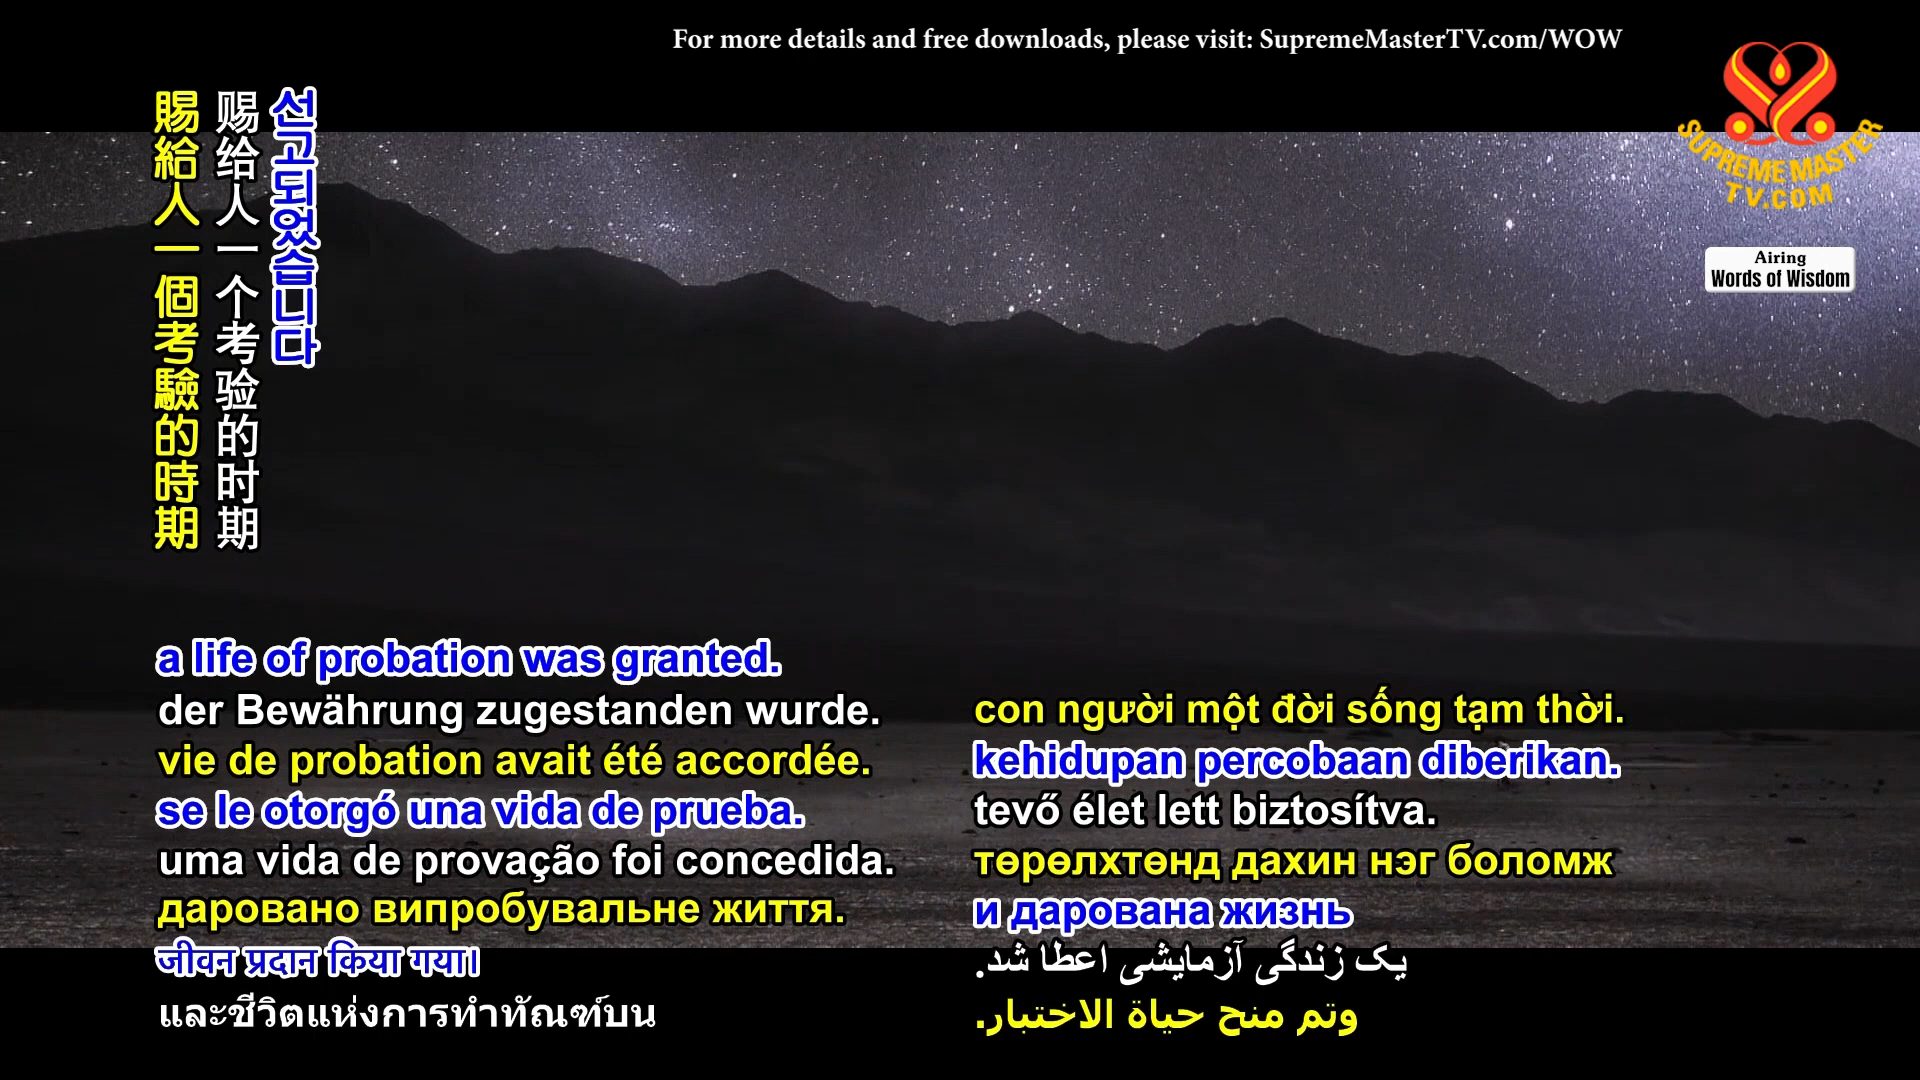 For more details and free downloads, please visit: SupremeMasterTV.com/WOW
SUPREME MASTER
TV.COM
Airing
Words of Wisdom
선고되었습니다
赐给人一个考验的时期
賜給人一個考驗的時期
a life of probation was granted.
der Bewährung zugestanden wurde.
vie de probation avait été accordée.
se le otorgó una vida de prueba.
uma vida de provação foi concedida.
даровано випробувальне життя.
जीवन प्रदान किया गया।
และชีวิตแห่งการทำทัณฑ์บน
con người một đời sống tạm thời.
kehidupan percobaan diberikan.
tevő élet lett biztosítva.
төрөлхтөнд дахин нэг боломж
и дарована жизнь
یک زندگی آزمایشی اعطا شد.
وتم منح حياة الاختبار.